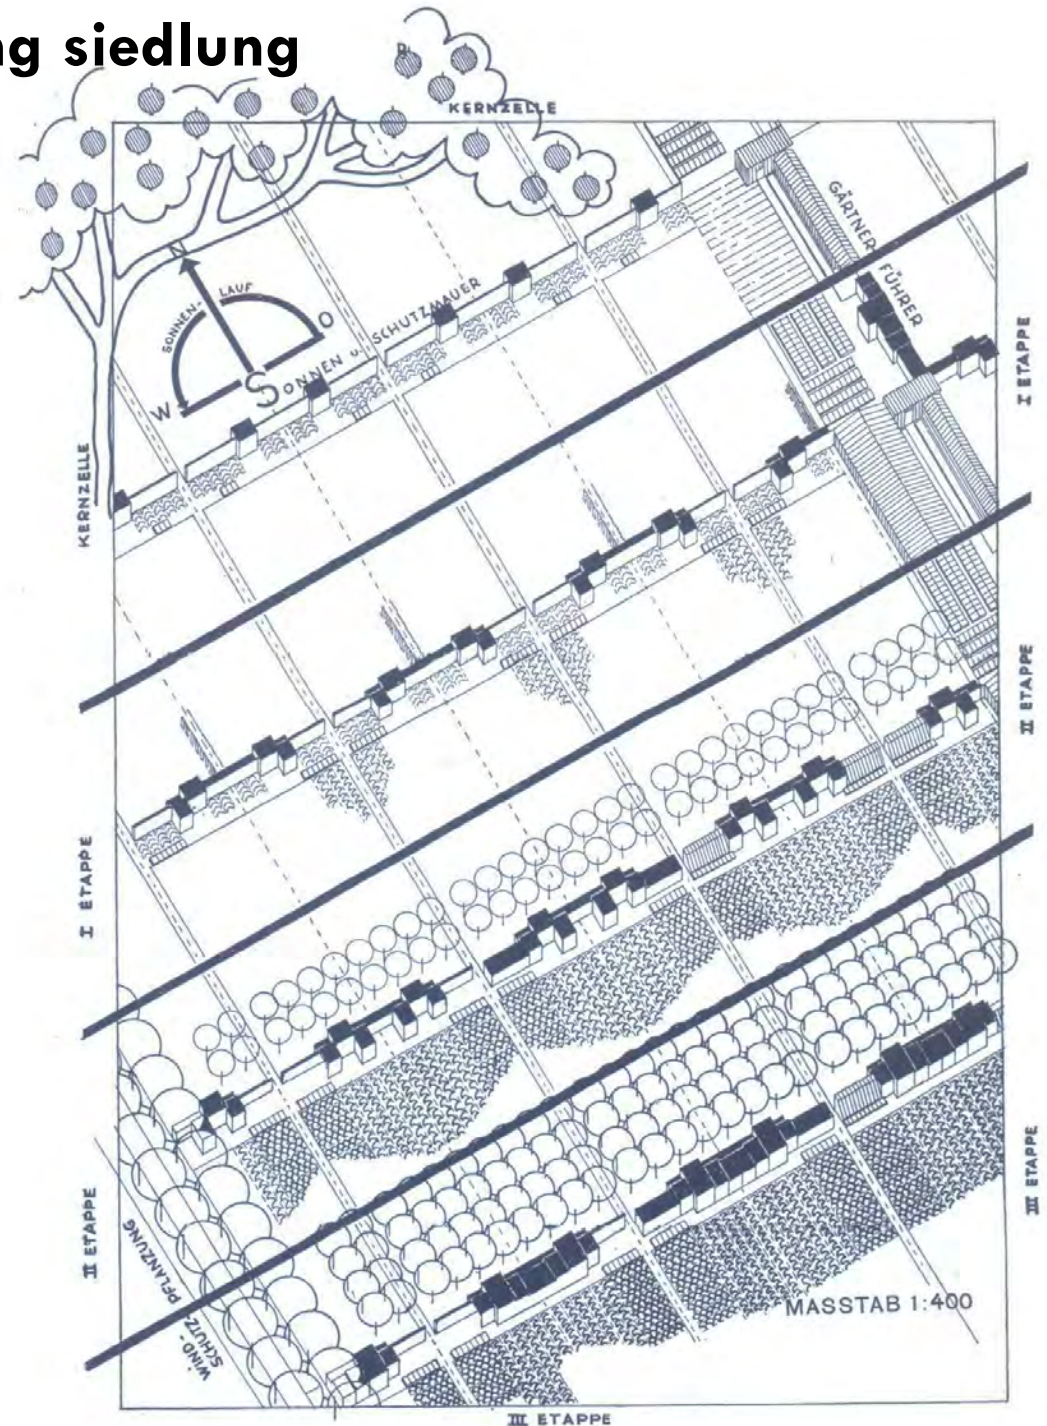 ng siedlung
KERNZELLE
GÄRTNER-
FÜHRER
N
SONNEN-
LAUF
O
W
S
SONNEN u. SCHUTZMAUER
KERNZELLE
I ETAPPE
I ETAPPE
II ETAPPE
II ETAPPE
WIND-
SCHUTZ PFLANZUNG
III ETAPPE
MASSTAB 1:400
III ETAPPE